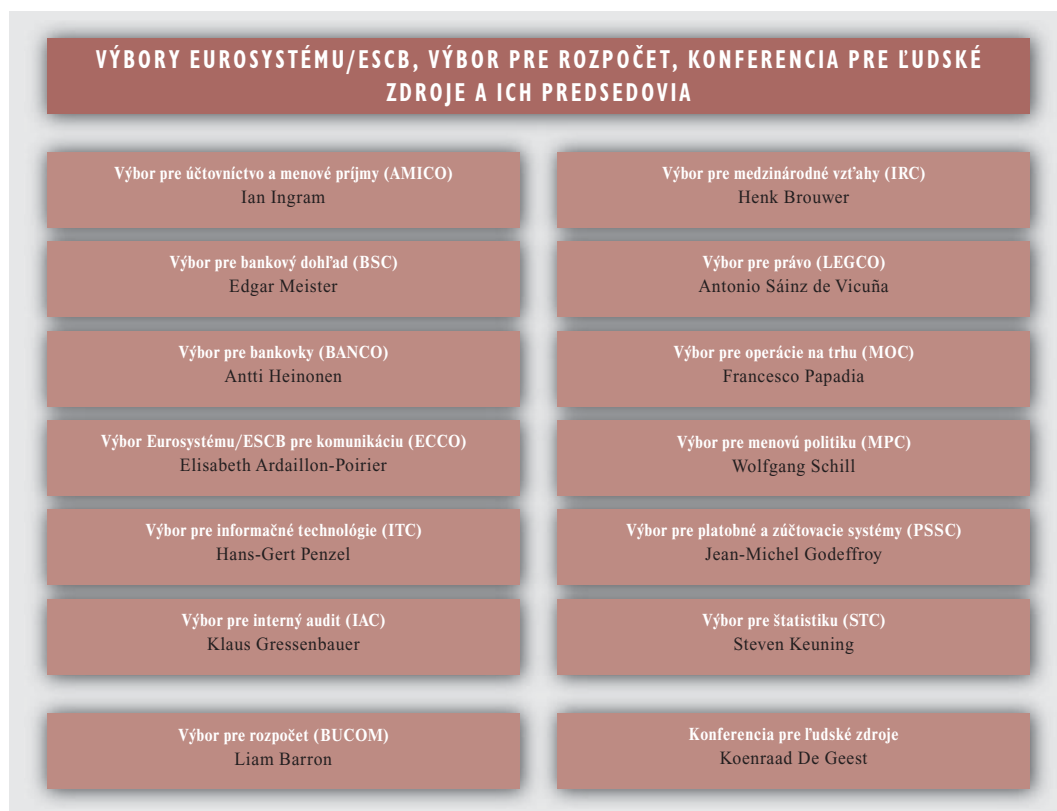 VÝBORY EUROSYSTÉMU/ESCB, VÝBOR PRE ROZPOČET, KONFERENCIA PRE ĽUDSKÉ
ZDROJE A ICH PREDSEDOVIA
Výbor pre účtovníctvo a menové príjmy (AMICO)
Ian Ingram
Výbor pre medzinárodné vzťahy (IRC)
Henk Brouwer
Výbor pre bankový dohľad (BSC)
Edgar Meister
Výbor pre právo (LEGCO)
Antonio Sáinz de Vicuña
Výbor pre bankovky (BANCO)
Antti Heinonen
Výbor pre operácie na trhu (MOC)
Francesco Papadia
Výbor Eurosystému/ESCB pre komunikáciu (ECCO)
Elisabeth Ardaillon-Poirier
Výbor pre menovú politiku (MPC)
Wolfgang Schill
Výbor pre informačné technológie (ITC)
Hans-Gert Penzel
Výbor pre platobné a zúčtovacie systémy (PSSC)
Jean-Michel Godeffroy
Výbor pre interný audit (IAC)
Klaus Gressenbauer
Výbor pre štatistiku (STC)
Steven Keuning
Výbor pre rozpočet (BUCOM)
Liam Barron
Konferencia pre ľudské zdroje
Koenraad De Geest